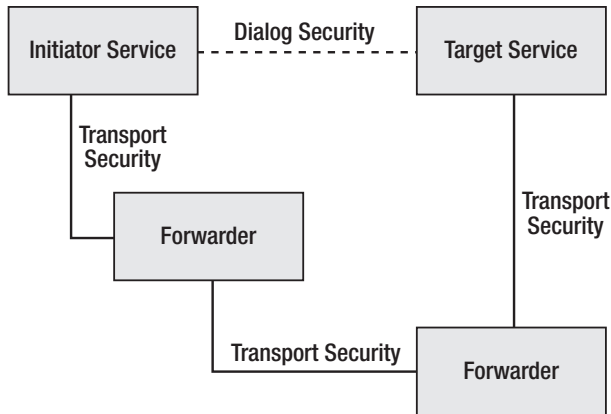 Dialog Security
Initiator Service
Target Service
Transport
Security
Transport
Security
Forwarder
Transport Security
Forwarder